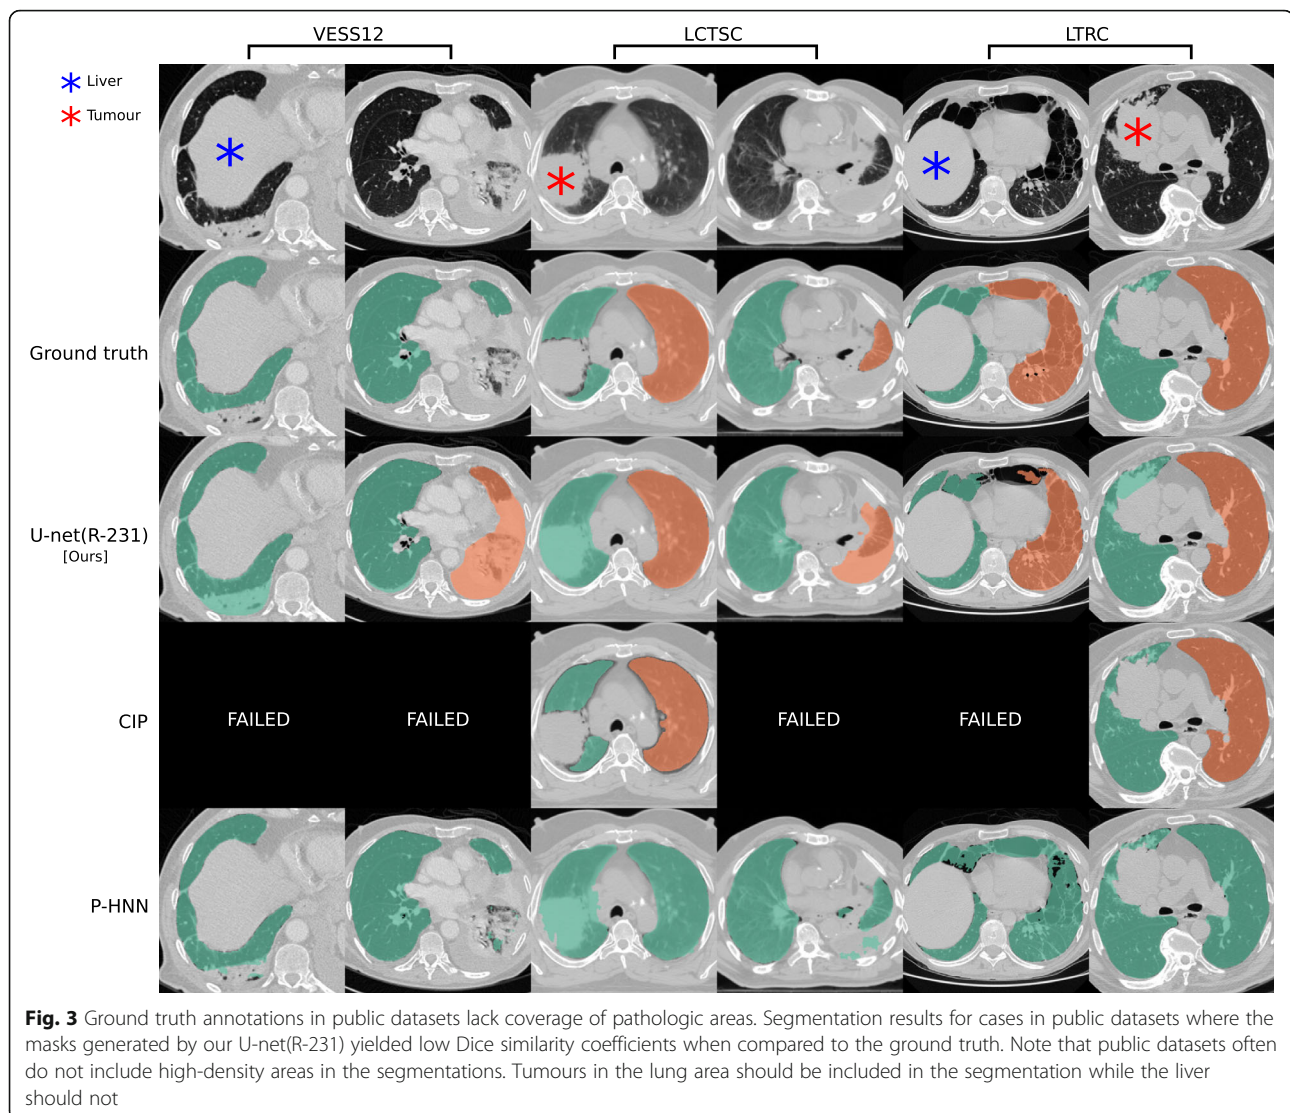 VESS12 LCTSC LTRC
Liver
Tumour
Ground truth
U-net(R-231)
[Ours]
CIP FAILED FAILED FAILED FAILED
P-HNN
Fig. 3 Ground truth annotations in public datasets lack coverage of pathologic areas. Segmentation results for cases in public datasets where the
masks generated by our U-net(R-231) yielded low Dice similarity coefficients when compared to the ground truth. Note that public datasets often
do not include high-density areas in the segmentations. Tumours in the lung area should be included in the segmentation while the liver
should not